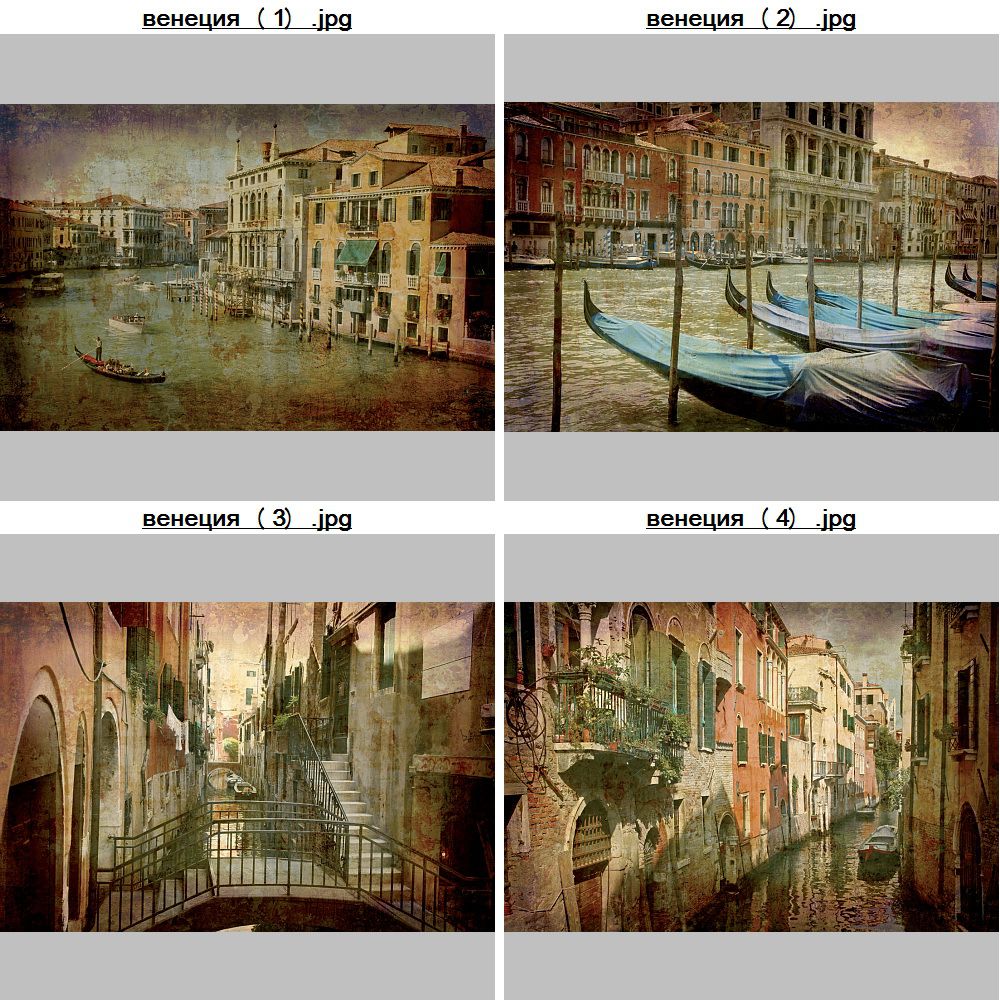 венеция ( 1) .jpg
венеция ( 2) .jpg
венеция ( 3) .jpg
венеция ( 4) .jpg